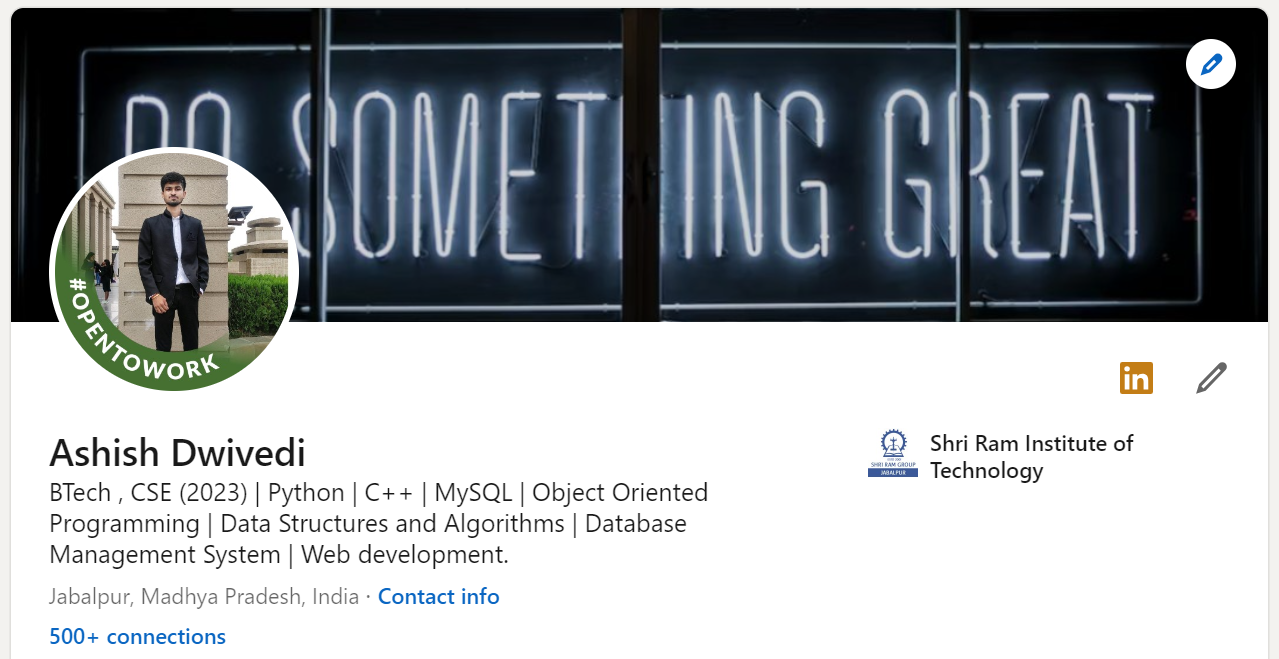 DO SOMETHING GREAT
#OPENTOWORK
in
Ashish Dwivedi
BTech , CSE (2023) | Python | C++ | MySQL | Object Oriented
Programming | Data Structures and Algorithms | Database
Management System | Web development.
Jabalpur, Madhya Pradesh, India · Contact info
500+ connections
SHRI RAM GROUP
JABALPUR
Shri Ram Institute of
Technology